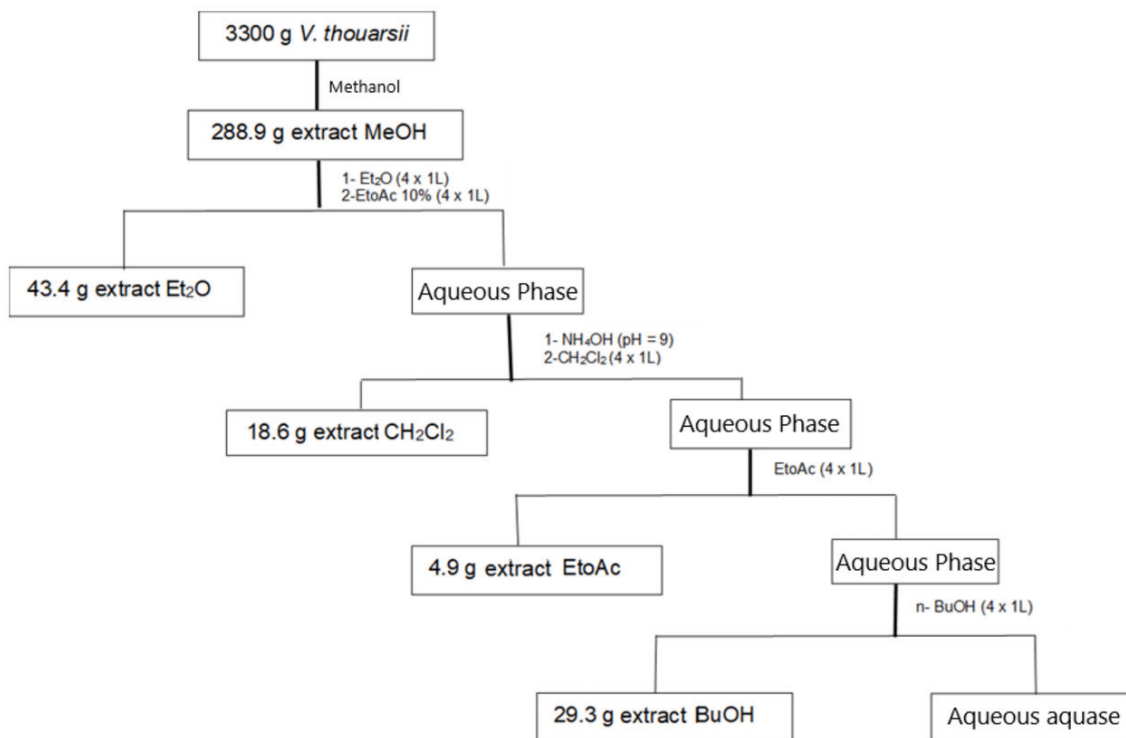 3300 g V. thouarsii
Methanol
288.9 g extract MeOH
1- Et₂O (4 x 1L)
2-EtoAc 10% (4 x 1L)
43.4 g extract Et₂O
Aqueous Phase
1- NH₄OH (pH = 9)
2-CH₂Cl₂ (4 x 1L)
18.6 g extract CH₂Cl₂
Aqueous Phase
EtoAc (4 x 1L)
4.9 g extract EtoAc
Aqueous Phase
n- BuOH (4 x 1L)
29.3 g extract BuOH
Aqueous aquase